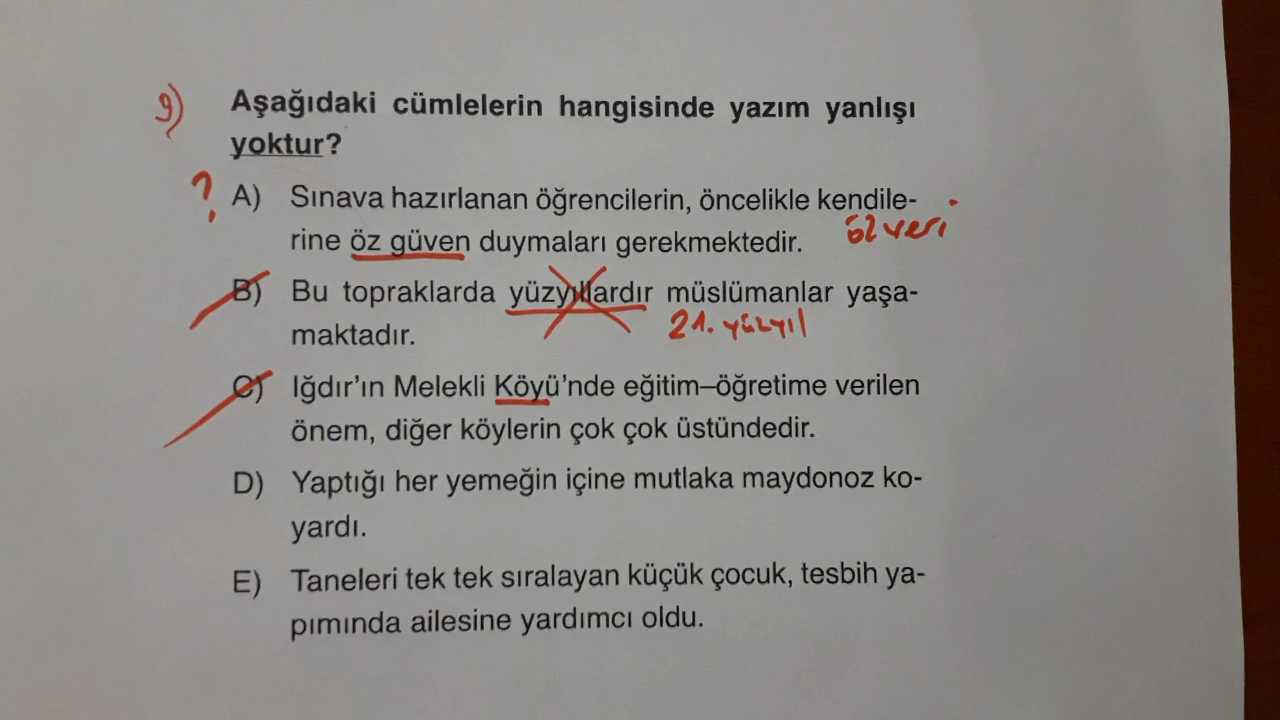 9) Aşağıdaki cümlelerin hangisinde yazım yanlışı
yoktur?
? A) Sınava hazırlanan öğrencilerin, öncelikle kendile-
rine öz güven duymaları gerekmektedir. özveri
B) Bu topraklarda yüzyıllardır müslümanlar yaşa-
maktadır. 21. yüzyıl
C) Iğdır'ın Melekli Köyü'nde eğitim–öğretime verilen
önem, diğer köylerin çok çok üstündedir.
D) Yaptığı her yemeğin içine mutlaka maydonoz ko-
yardı.
E) Taneleri tek tek sıralayan küçük çocuk, tesbih ya-
pımında ailesine yardımcı oldu.